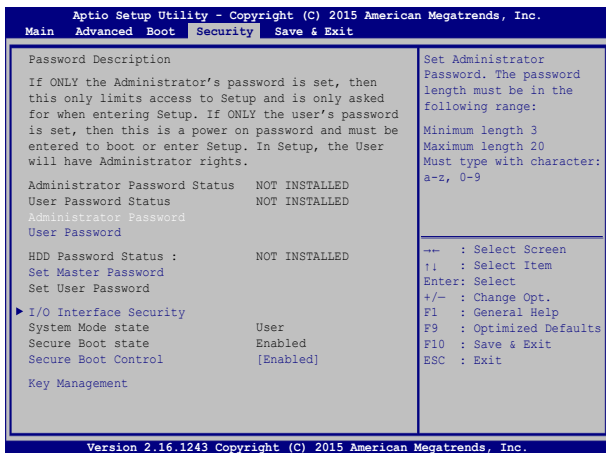 Aptio Setup Utility - Copyright (C) 2015 American Megatrends, Inc.
Main Advanced Boot Security Save & Exit
Password Description
If ONLY the Administrator's password is set, then
this only limits access to Setup and is only asked
for when entering Setup. If ONLY the user's password
is set, then this is a power on password and must be
entered to boot or enter Setup. In Setup, the User
will have Administrator rights.
Administrator Password Status NOT INSTALLED
User Password Status NOT INSTALLED
Administrator Password
User Password
HDD Password Status : NOT INSTALLED
Set Master Password
Set User Password
I/O Interface Security
System Mode state User
Secure Boot state Enabled
Secure Boot Control [Enabled]
Key Management
Set Administrator
Password. The password
length must be in the
following range:
Minimum length 3
Maximum length 20
Must type with character:
a-z, 0-9
→← : Select Screen
↑↓ : Select Item
Enter: Select
+/— : Change Opt.
F1 : General Help
F9 : Optimized Defaults
F10 : Save & Exit
ESC : Exit
Version 2.16.1243 Copyright (C) 2015 American Megatrends, Inc.